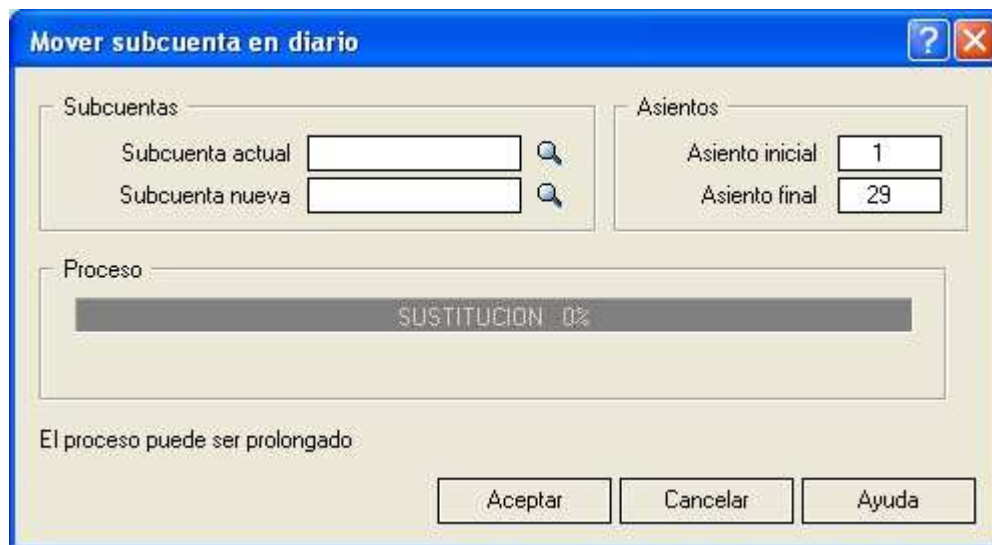 Mover subcuenta en diario
Subcuentas
Subcuenta actual
Subcuenta nueva
Asientos
Asiento inicial 1
Asiento final 29
Proceso
SUSTITUCION 0%
El proceso puede ser prolongado
Aceptar Cancelar Ayuda